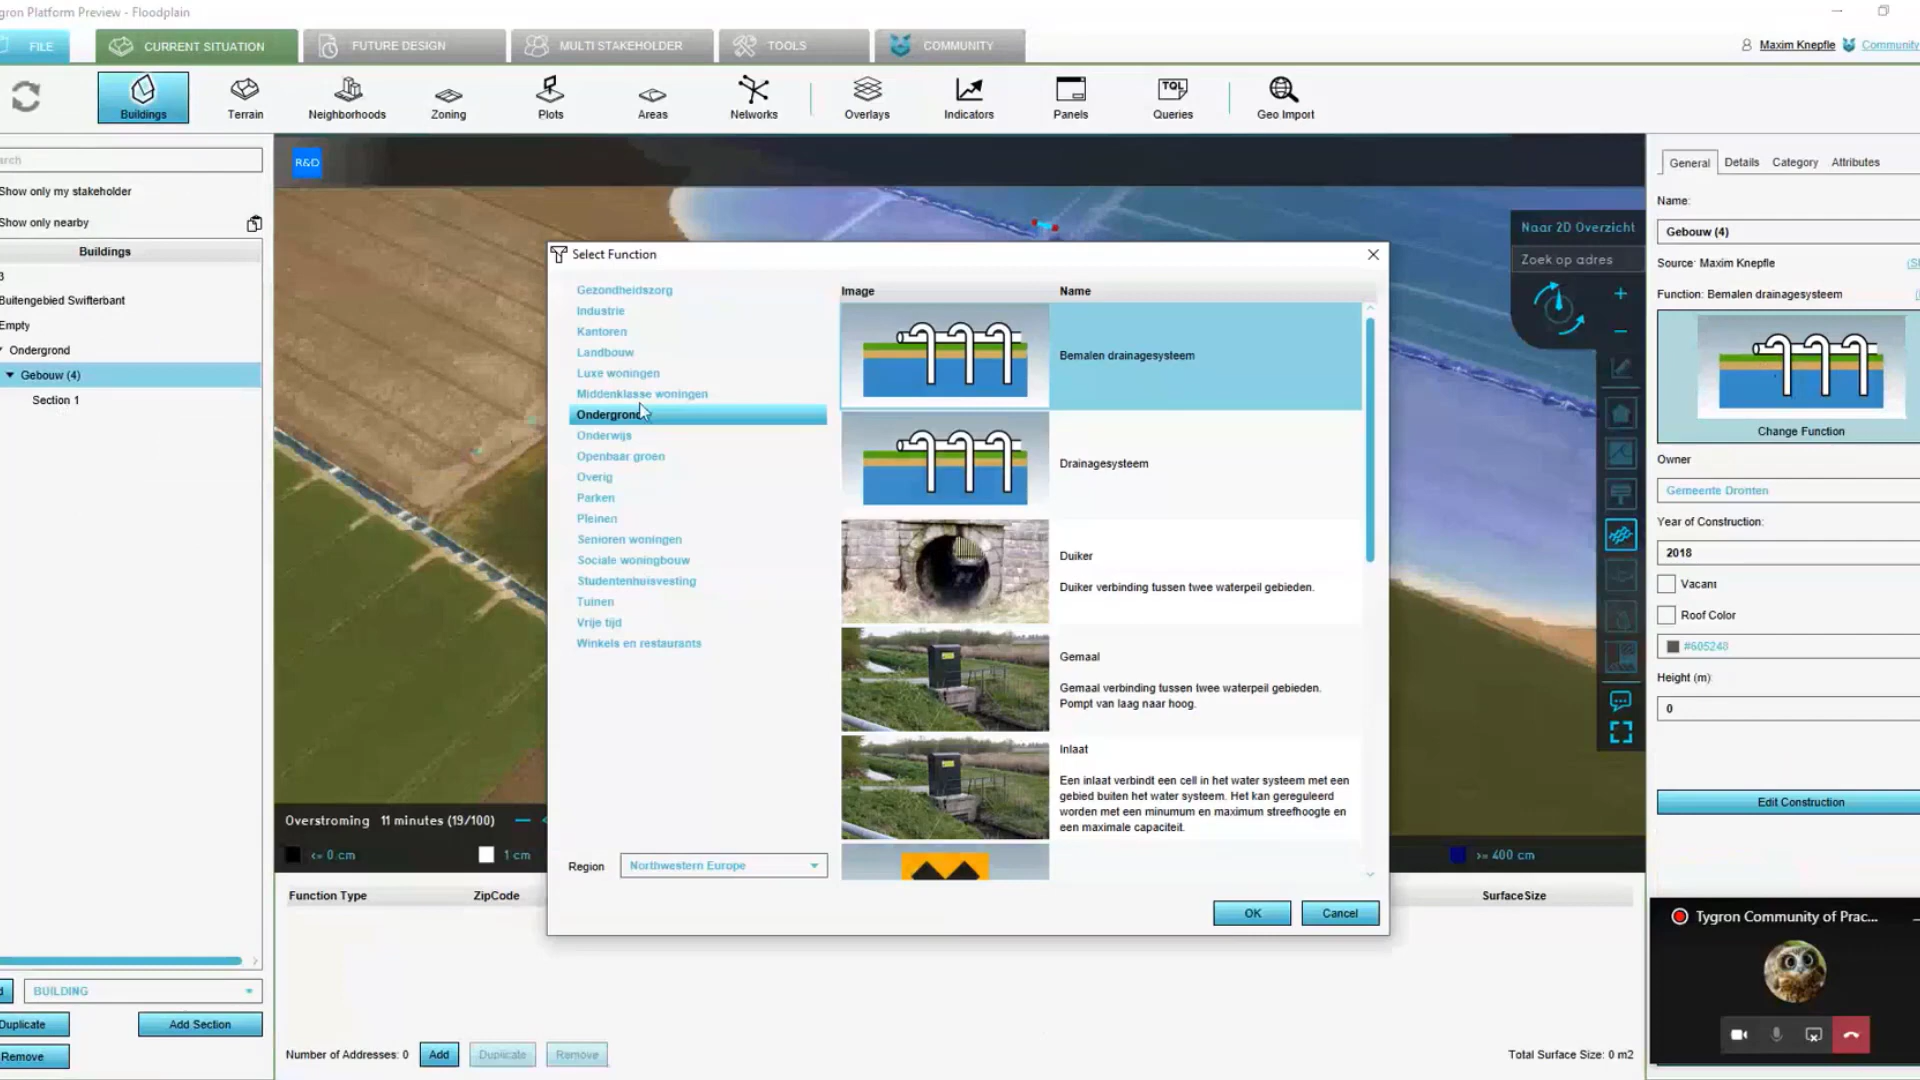 ygron Platform Preview - Floodplain
FILE
CURRENT SITUATION
FUTURE DESIGN
MULTI STAKEHOLDER
TOOLS
COMMUNITY
Maxim Knepfle
Community
Buildings
Terrain
Neighborhoods
Zoning
Plots
Areas
Networks
Overlays
Indicators
Panels
TQL
Queries
Geo Import
arch
Show only my stakeholder
Show only nearby
Buildings
3
Buitengebied Swifterbant
Empty
Ondergrond
Gebouw (4)
Section 1
BUILDING
Duplicate
Add Section
Remove
R&D
Naar 2D Overzicht
Zoek op adres
Select Function
Gezondheidszorg
Industrie
Kantoren
Landbouw
Luxe woningen
Middenklasse woningen
Ondergrond
Onderwijs
Openbaar groen
Overig
Parken
Pleinen
Senioren woningen
Sociale woningbouw
Studentenhuisvesting
Tuinen
Vrije tijd
Winkels en restaurants
Region
Northwestern Europe
Image
Name
Bemalen drainagesysteem
Drainagesysteem
Duiker
Duiker verbinding tussen twee waterpeil gebieden.
Gemaal
Gemaal verbinding tussen twee waterpeil gebieden.
Pompt van laag naar hoog.
Inlaat
Een inlaat verbindt een cell in het water systeem met een
gebied buiten het water systeem. Het kan gereguleerd
worden met een minumum en maximum streefhoogte en
een maximale capaciteit.
OK
Cancel
Overstroming 11 minutes (19/100)
<= 0 cm
1 cm
>= 400 cm
Function Type
ZipCode
SurfaceSize
Number of Addresses: 0
Add
Duplicate
Remove
Total Surface Size: 0 m2
General
Details
Category
Attributes
Name:
Gebouw (4)
Source: Maxim Knepfle
Function: Bemalen drainagesysteem
Change Function
Owner
Gemeente Dronten
Year of Construction:
2018
Vacant
Roof Color
#605248
Height (m)
0
Edit Construction
Tygron Community of Prac...